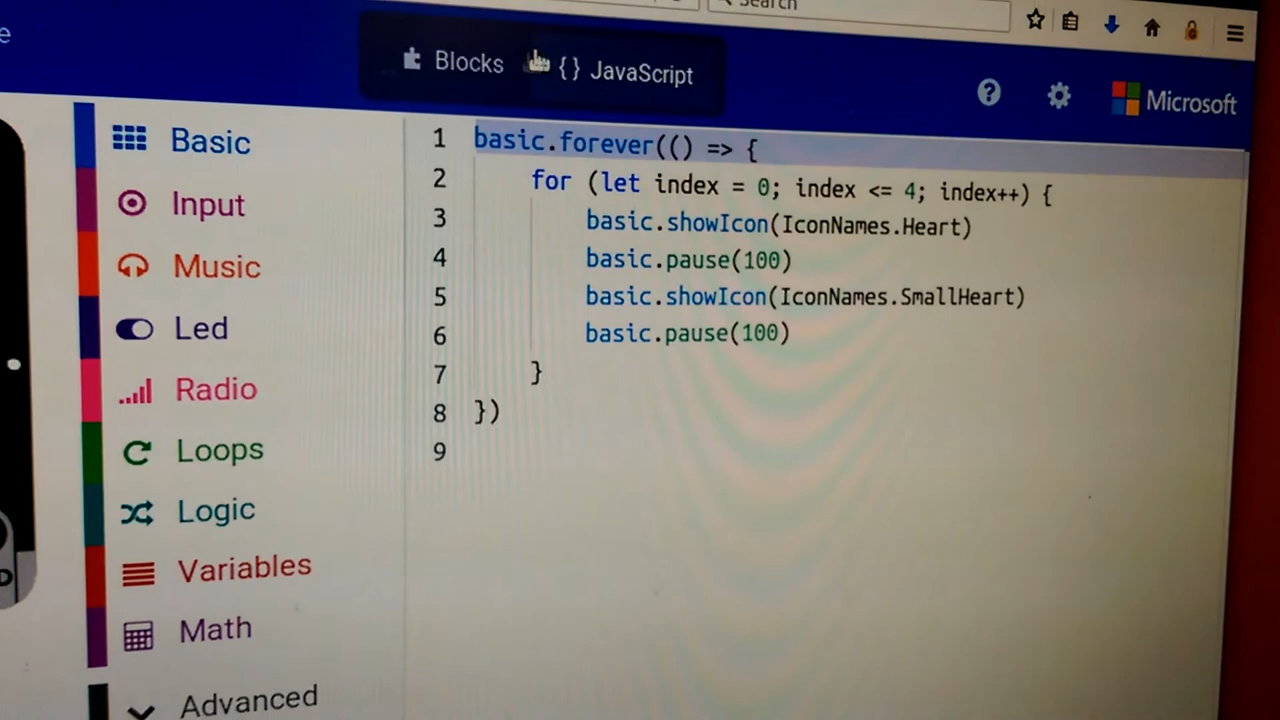 e
Search
Blocks
{ } JavaScript
Microsoft
Basic
Input
Music
Led
Radio
Loops
Logic
Variables
Math
Advanced
1 basic.forever(() => {
2 for (let index = 0; index <= 4; index++) {
3 basic.showIcon(IconNames.Heart)
4 basic.pause(100)
5 basic.showIcon(IconNames.SmallHeart)
6 basic.pause(100)
7 }
8 })
9